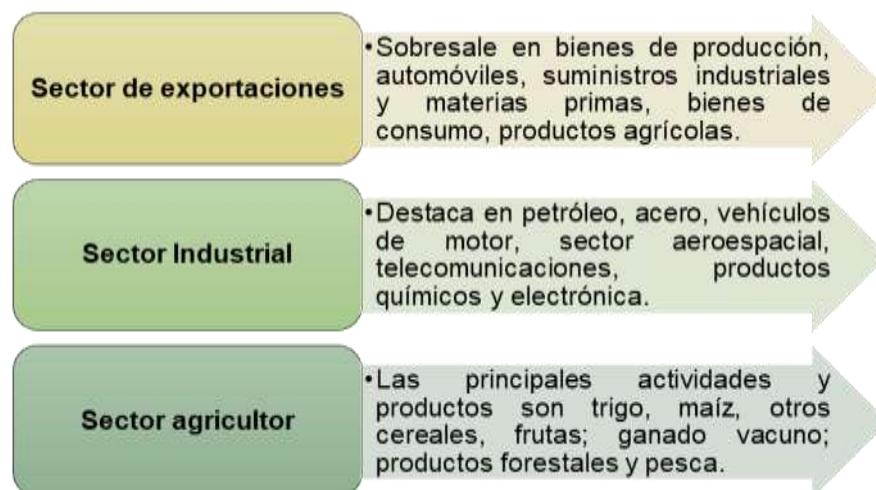 Sector de exportaciones
•Sobresale en bienes de producción,
automóviles, suministros industriales
y materias primas, bienes de
consumo, productos agrícolas.
Sector Industrial
•Destaca en petróleo, acero, vehículos
de motor, sector aeroespacial,
telecomunicaciones, productos
químicos y electrónica.
Sector agricultor
•Las principales actividades y
productos son trigo, maíz, otros
cereales, frutas; ganado vacuno;
productos forestales y pesca.